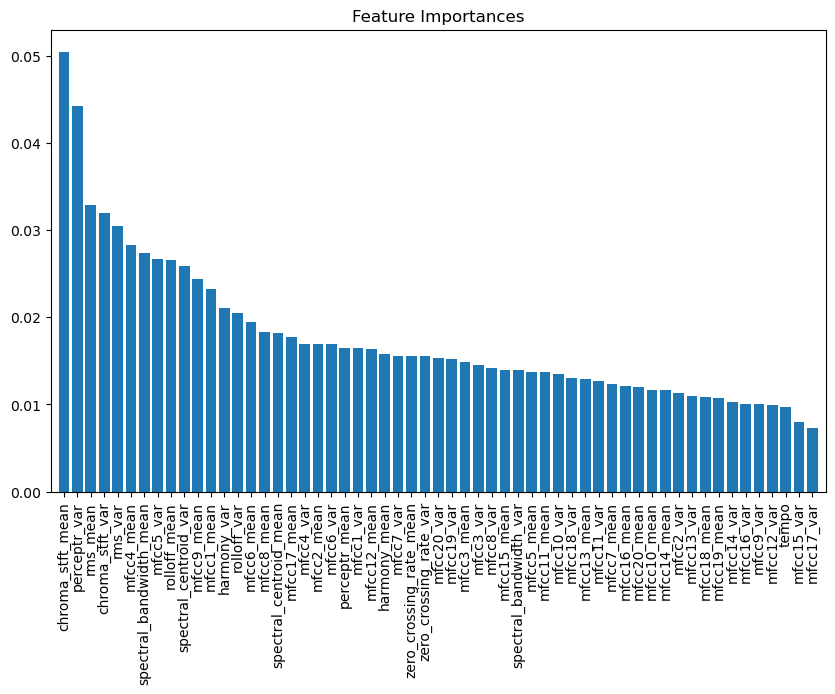 Feature Importances
0.05
0.04
0.03
0.02
0.01
0.00
chroma_stft_mean
perceptr_var
rms_mean
chroma_stft_var
rms_var
mfcc4_mean
spectral_bandwidth_mean
mfcc5_var
rolloff_mean
spectral_centroid_var
mfcc9_mean
mfcc1_mean
harmony_var
rolloff_var
mfcc6_mean
mfcc8_mean
spectral_centroid_mean
mfcc17_mean
mfcc4_var
mfcc2_mean
mfcc6_var
perceptr_mean
mfcc1_var
mfcc12_mean
harmony_mean
mfcc7_var
zero_crossing_rate_mean
zero_crossing_rate_var
mfcc20_var
mfcc19_var
mfcc3_mean
mfcc3_var
mfcc8_var
mfcc15_mean
spectral_bandwidth_var
mfcc5_mean
mfcc11_mean
mfcc10_var
mfcc18_var
mfcc13_mean
mfcc11_var
mfcc7_mean
mfcc16_mean
mfcc20_mean
mfcc10_mean
mfcc14_mean
mfcc2_var
mfcc13_var
mfcc18_mean
mfcc19_mean
mfcc14_var
mfcc16_var
mfcc9_var
mfcc12_var
tempo
mfcc15_var
mfcc17_var